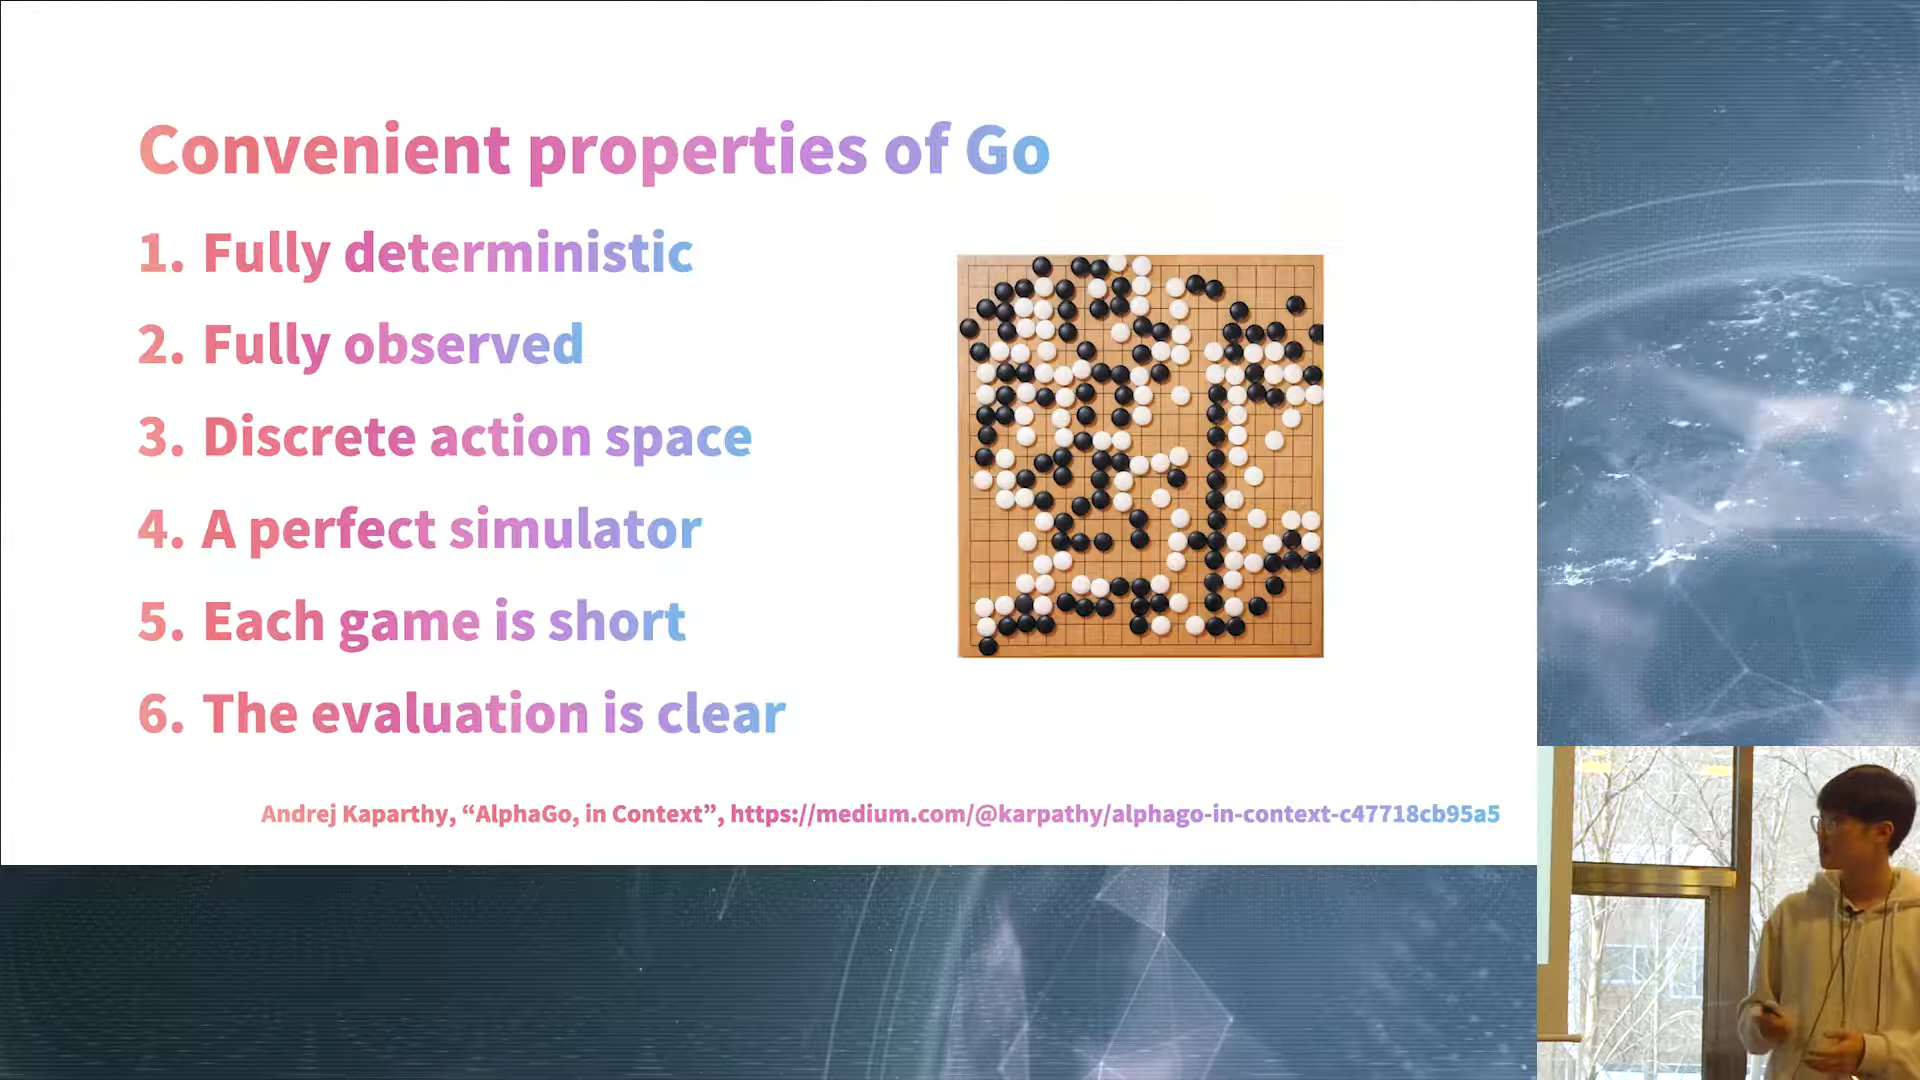 Convenient properties of Go
1. Fully deterministic
2. Fully observed
3. Discrete action space
4. A perfect simulator
5. Each game is short
6. The evaluation is clear
Andrej Kaparthy, “AlphaGo, in Context”, https://medium.com/@karpathy/alphago-in-context-c47718cb95a5